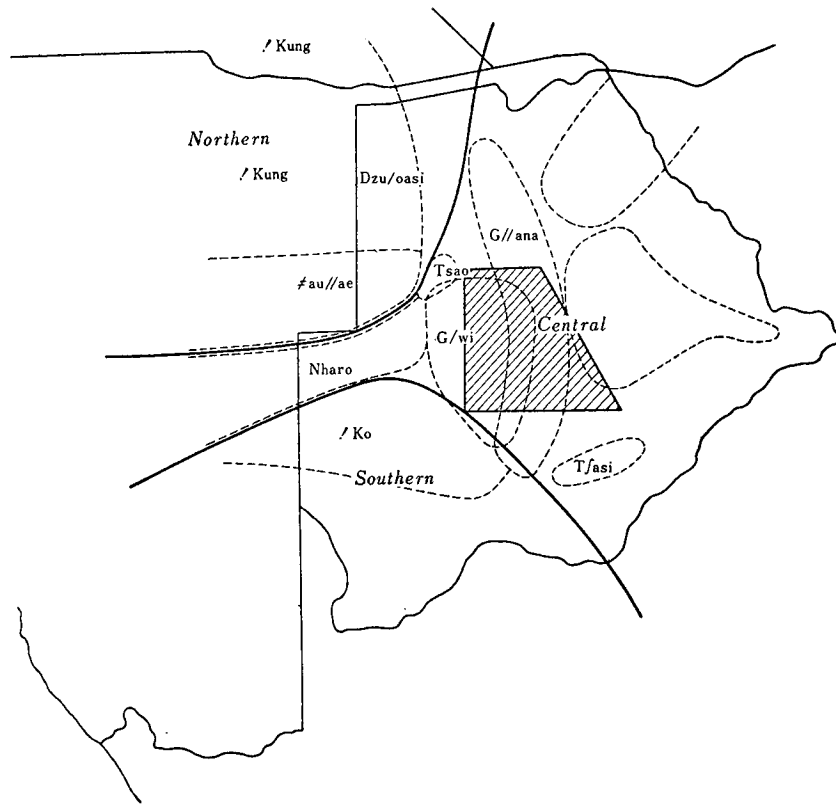 ! Kung
Northern
! Kung
Dzu/oasi
G//ana
Tsao
≠au//ae
Central
G/wi
Nharo
! Ko
Southern
Tʃasi